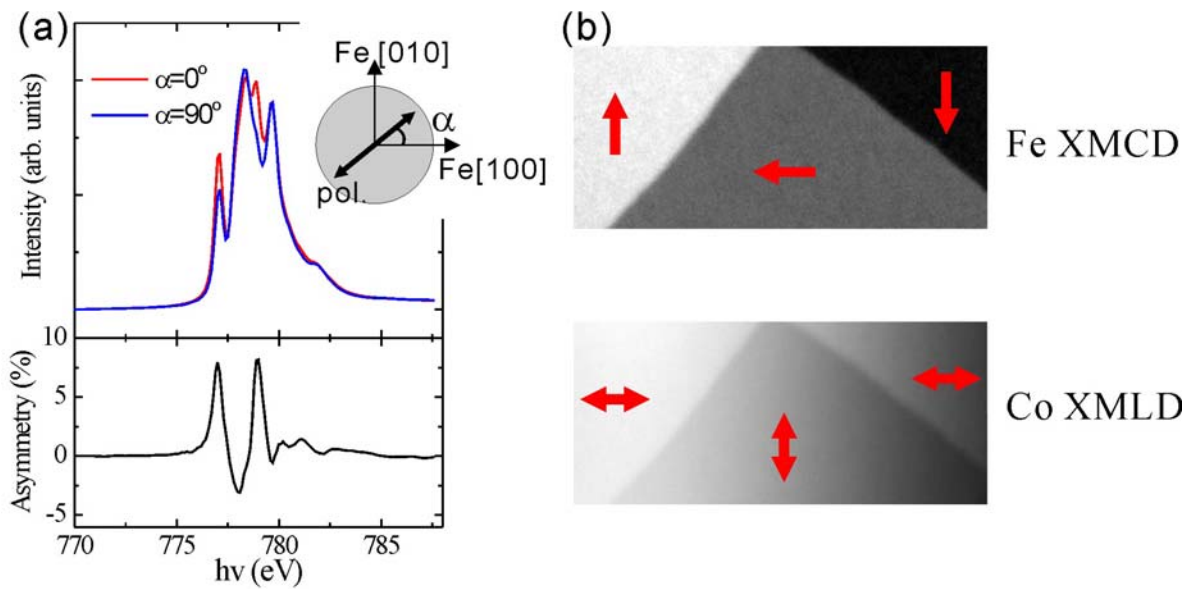 (a)
α=0°
α=90°
Fe [010]
α
Fe[100]
pol.
Intensity (arb. units)
10
5
0
-5
Asymmetry (%)
770 775 780 785
hν (eV)
(b)
Fe XMCD
Co XMLD